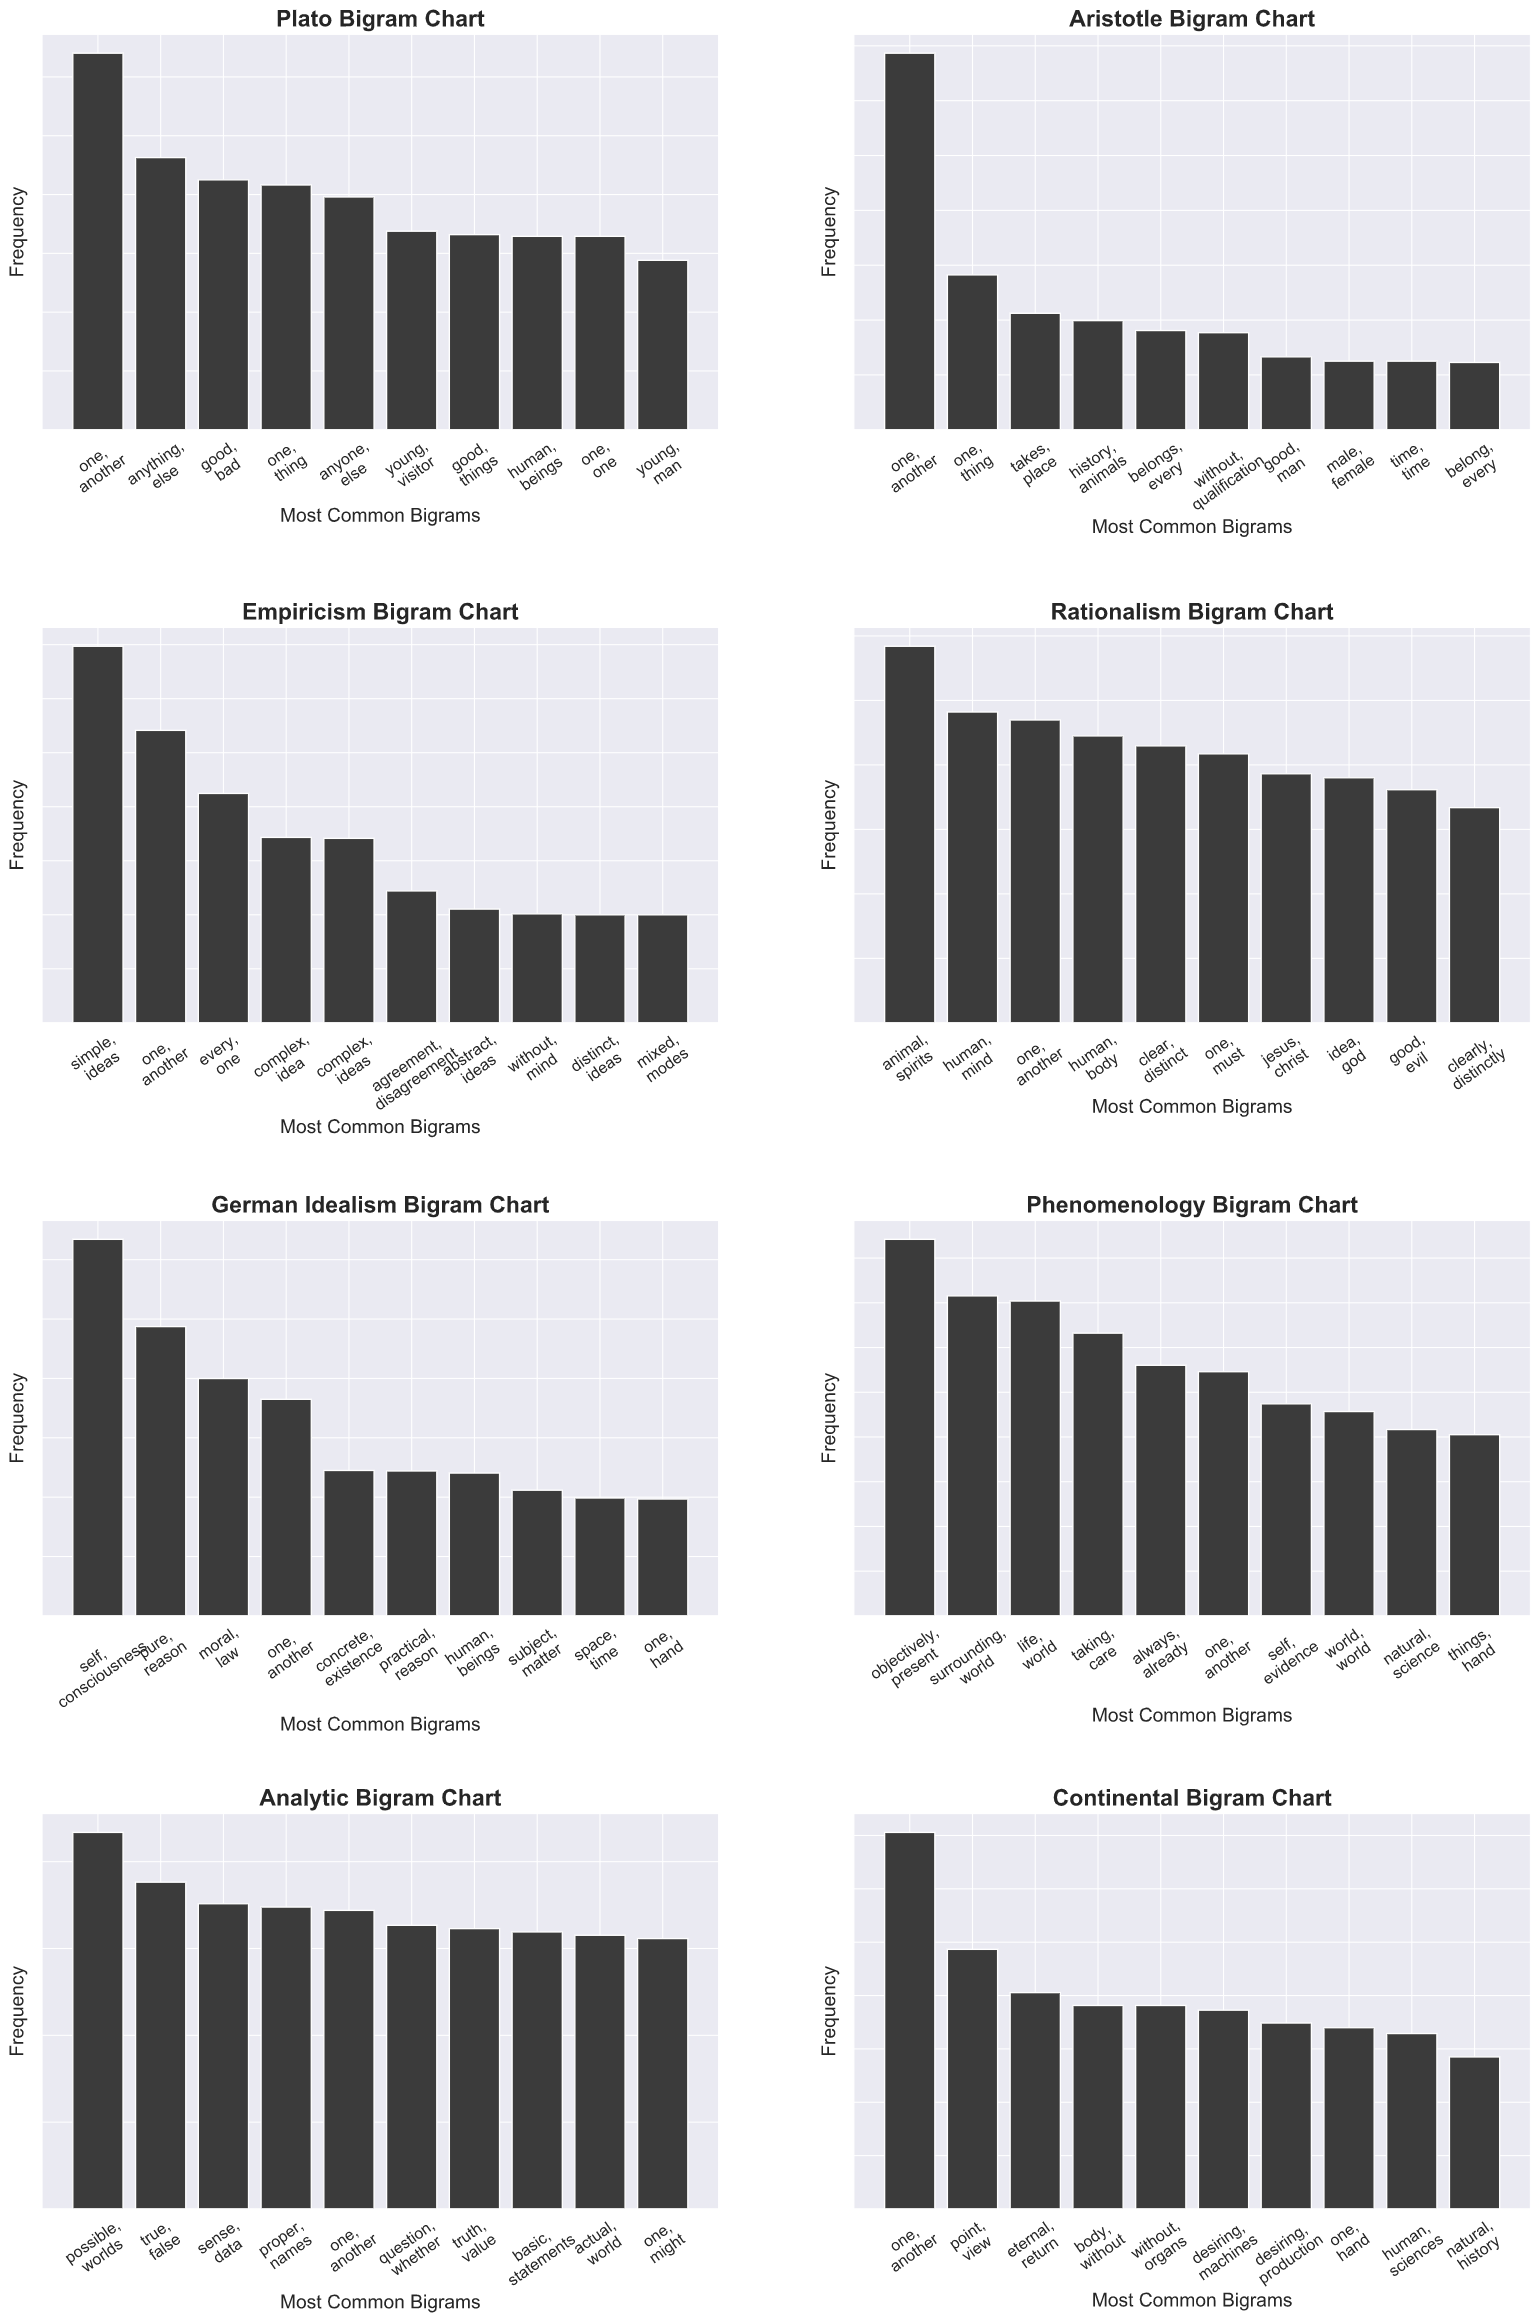 Plato Bigram Chart
Frequency
one,
another
anything,
else
good,
bad
one,
thing
anyone,
else
young,
visitor
good,
things
human,
beings
one,
one
young,
man
Most Common Bigrams
Aristotle Bigram Chart
Frequency
one,
another
one,
thing
takes,
place
history,
animals
belongs,
every
without,
qualification
good,
man
male,
female
time,
time
belong,
every
Most Common Bigrams
Empiricism Bigram Chart
Frequency
simple,
ideas
one,
another
every,
one
complex,
idea
complex,
ideas
agreement,
disagreement
abstract,
ideas
without,
mind
distinct,
ideas
mixed,
modes
Most Common Bigrams
Rationalism Bigram Chart
Frequency
animal,
spirits
human,
mind
one,
another
human,
body
clear,
distinct
one,
must
jesus,
christ
idea,
god
good,
evil
clearly,
distinctly
Most Common Bigrams
German Idealism Bigram Chart
Frequency
self,
consciousness
pure,
reason
moral,
law
one,
another
concrete,
existence
practical,
reason
human,
beings
subject,
matter
space,
time
one,
hand
Most Common Bigrams
Phenomenology Bigram Chart
Frequency
objectively,
present
surrounding,
world
life,
world
taking,
care
always,
already
one,
another
self,
evidence
world,
world
natural,
science
things,
hand
Most Common Bigrams
Analytic Bigram Chart
Frequency
possible,
worlds
true,
false
sense,
data
proper,
names
one,
another
question,
whether
truth,
value
basic,
statements
actual,
world
one,
might
Most Common Bigrams
Continental Bigram Chart
Frequency
one,
another
point,
view
eternal,
return
body,
without
without,
organs
desiring,
machines
desiring,
production
one,
hand
human,
sciences
natural,
history
Most Common Bigrams